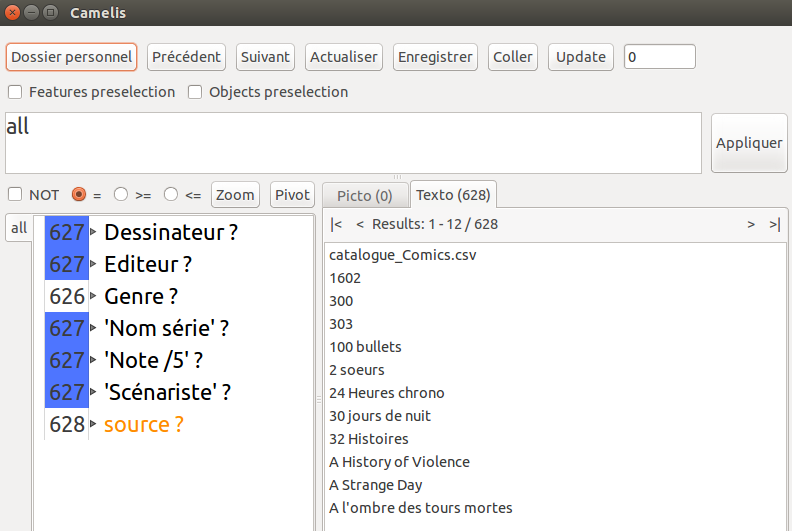 Camelis
Dossier personnel Précédent Suivant Actualiser Enregistrer Coller Update 0
Features preselection Objects preselection
all
Appliquer
NOT = >= <= Zoom Pivot
Picto (0) Texto (628)
|< < Results: 1 - 12 / 628 > >|
all
627 Dessinateur ?
627 Editeur ?
626 Genre ?
627 'Nom série' ?
627 'Note /5' ?
627 'Scénariste' ?
628 source ?
catalogue_Comics.csv
1602
300
303
100 bullets
2 soeurs
24 Heures chrono
30 jours de nuit
32 Histoires
A History of Violence
A Strange Day
A l'ombre des tours mortes